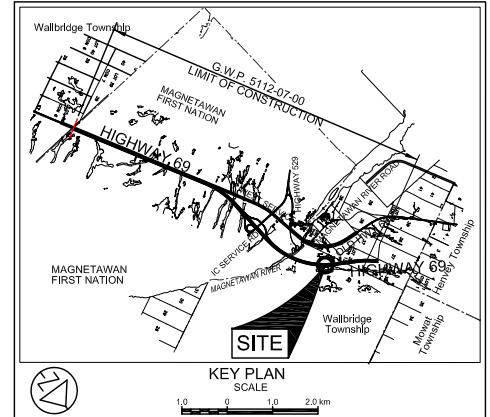 Wallbridge Township
G.W.P. 5112-07-00
LIMIT OF CONSTRUCTION
MAGNETAWAN
FIRST NATION
HIGHWAY 69
HIGHWAY 529
MAGNETAWAN RIVER ROAD
IC SERVICE
MAGNETAWAN RIVER
HIGHWAY 69
MAGNETAWAN
FIRST NATION
Henvey Township
Wallbridge
Township
Mowat
Township
SITE
KEY PLAN
SCALE
1.0 0 1.0 2.0 km